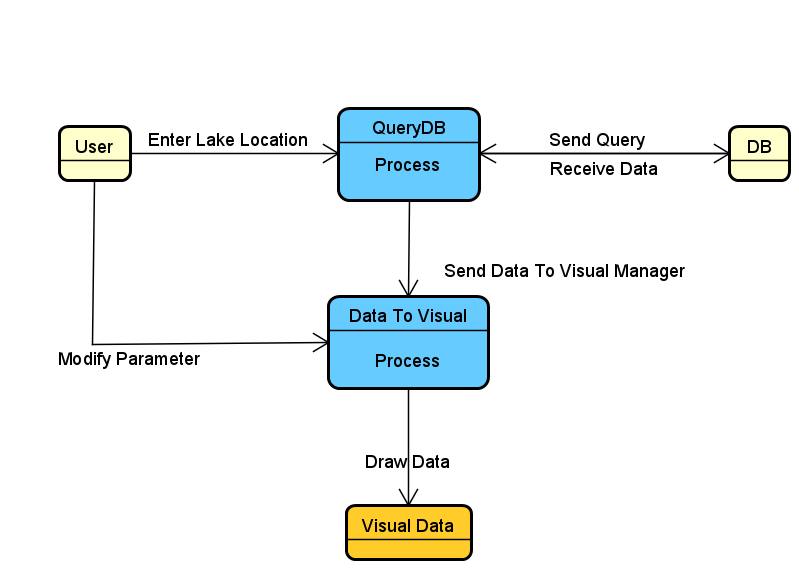 QueryDB
User
Enter Lake Location
Send Query
DB
Process
Receive Data
Send Data To Visual Manager
Data To Visual
Modify Parameter
Process
Draw Data
Visual Data